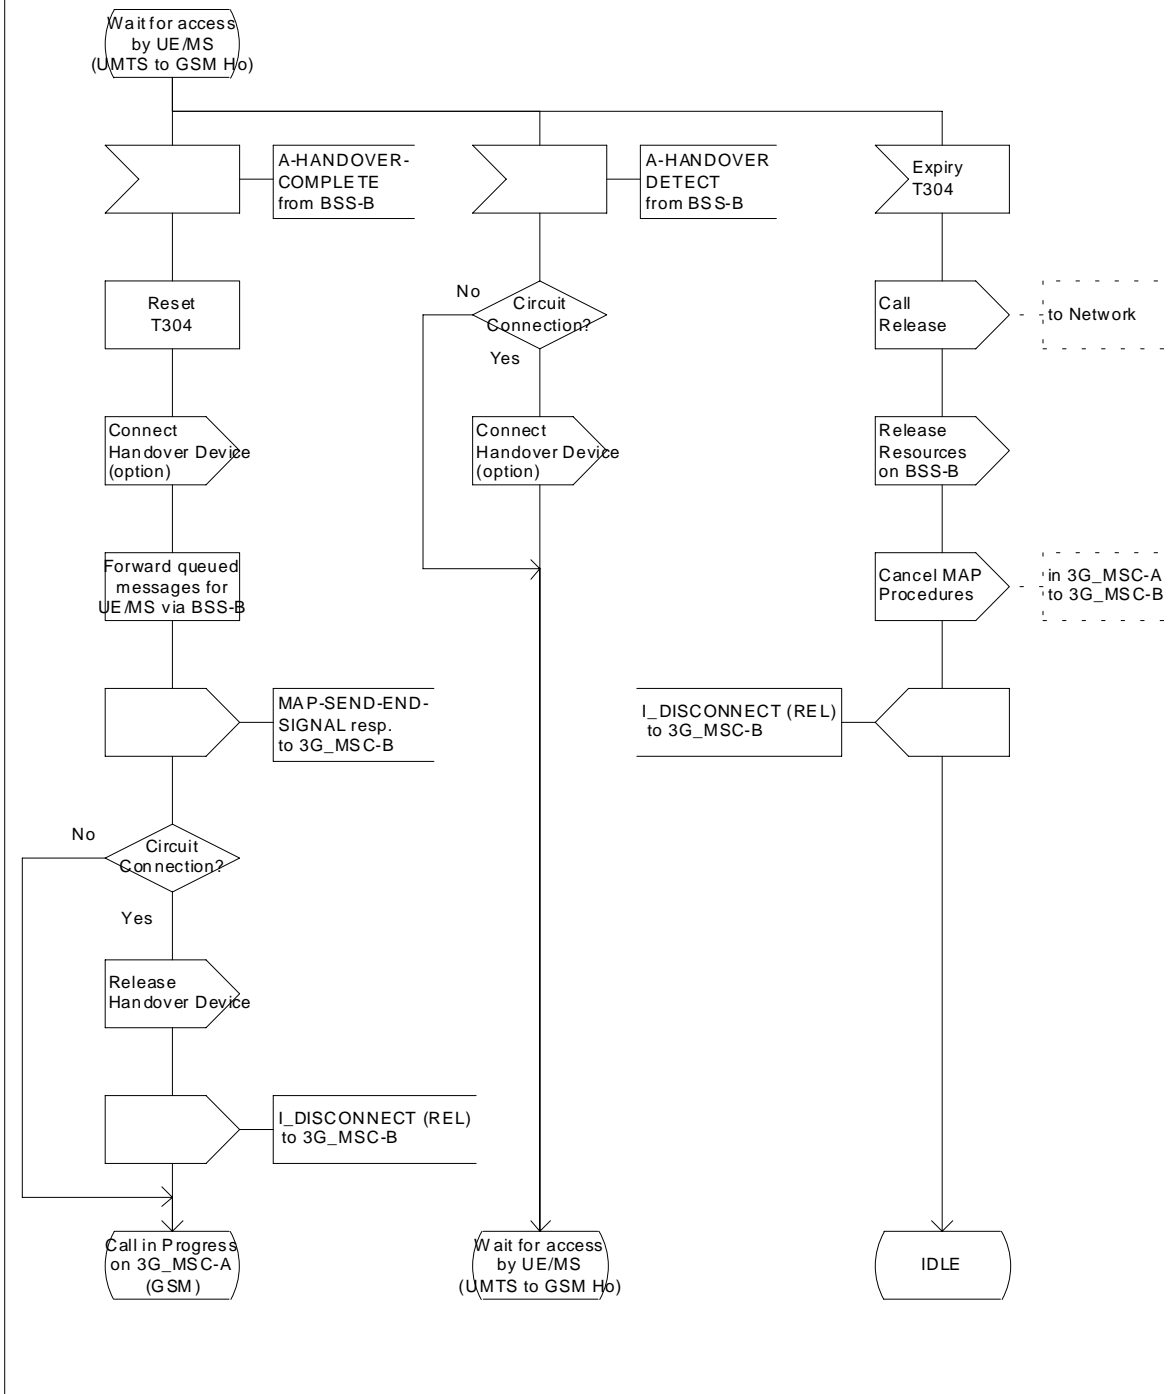 Wait for access
by UE/MS
(UMTS to GSM Ho)
A-HANDOVER-
COMPLETE
from BSS-B
A-HANDOVER
DETECT
from BSS-B
Expiry
T304
Reset
T304
No
Circuit
Connection?
Yes
Call
Release
to Network
Connect
Handover Device
(option)
Connect
Handover Device
(option)
Release
Resources
on BSS-B
Forward queued
messages for
UE/MS via BSS-B
Cancel MAP
Procedures
in 3G_MSC-A
to 3G_MSC-B
MAP-SEND-END-
SIGNAL resp.
to 3G_MSC-B
I_DISCONNECT (REL)
to 3G_MSC-B
No
Circuit
Connection?
Yes
Release
Handover Device
I_DISCONNECT (REL)
to 3G_MSC-B
Call in Progress
on 3G_MSC-A
(GSM)
Wait for access
by UE/MS
(UMTS to GSM Ho)
IDLE